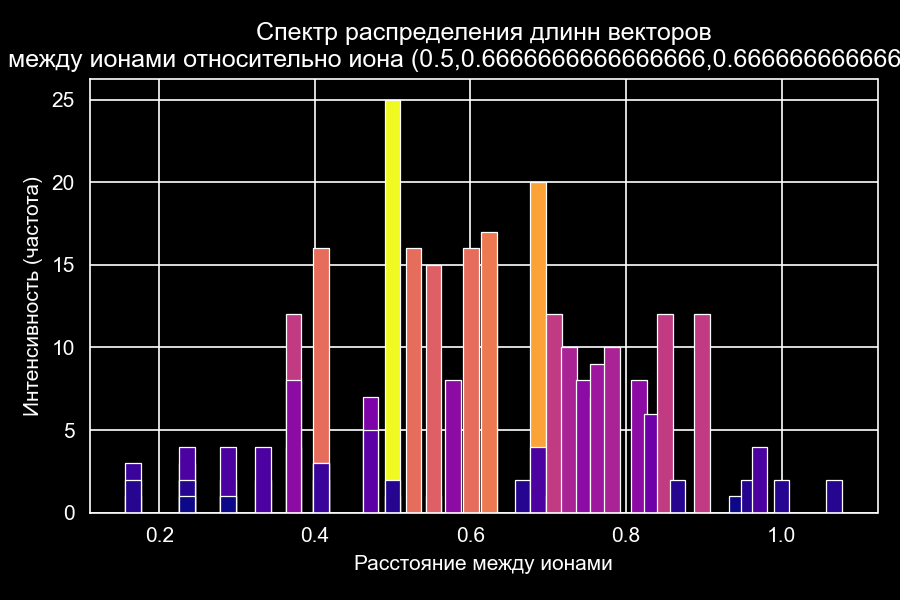 Спектр распределения длинн векторов
между ионами относительно иона (0.5,0.6666666666666666,0.666666666666
Интенсивность (частота)
25
20
15
10
5
0
0.2 0.4 0.6 0.8 1.0
Расстояние между ионами